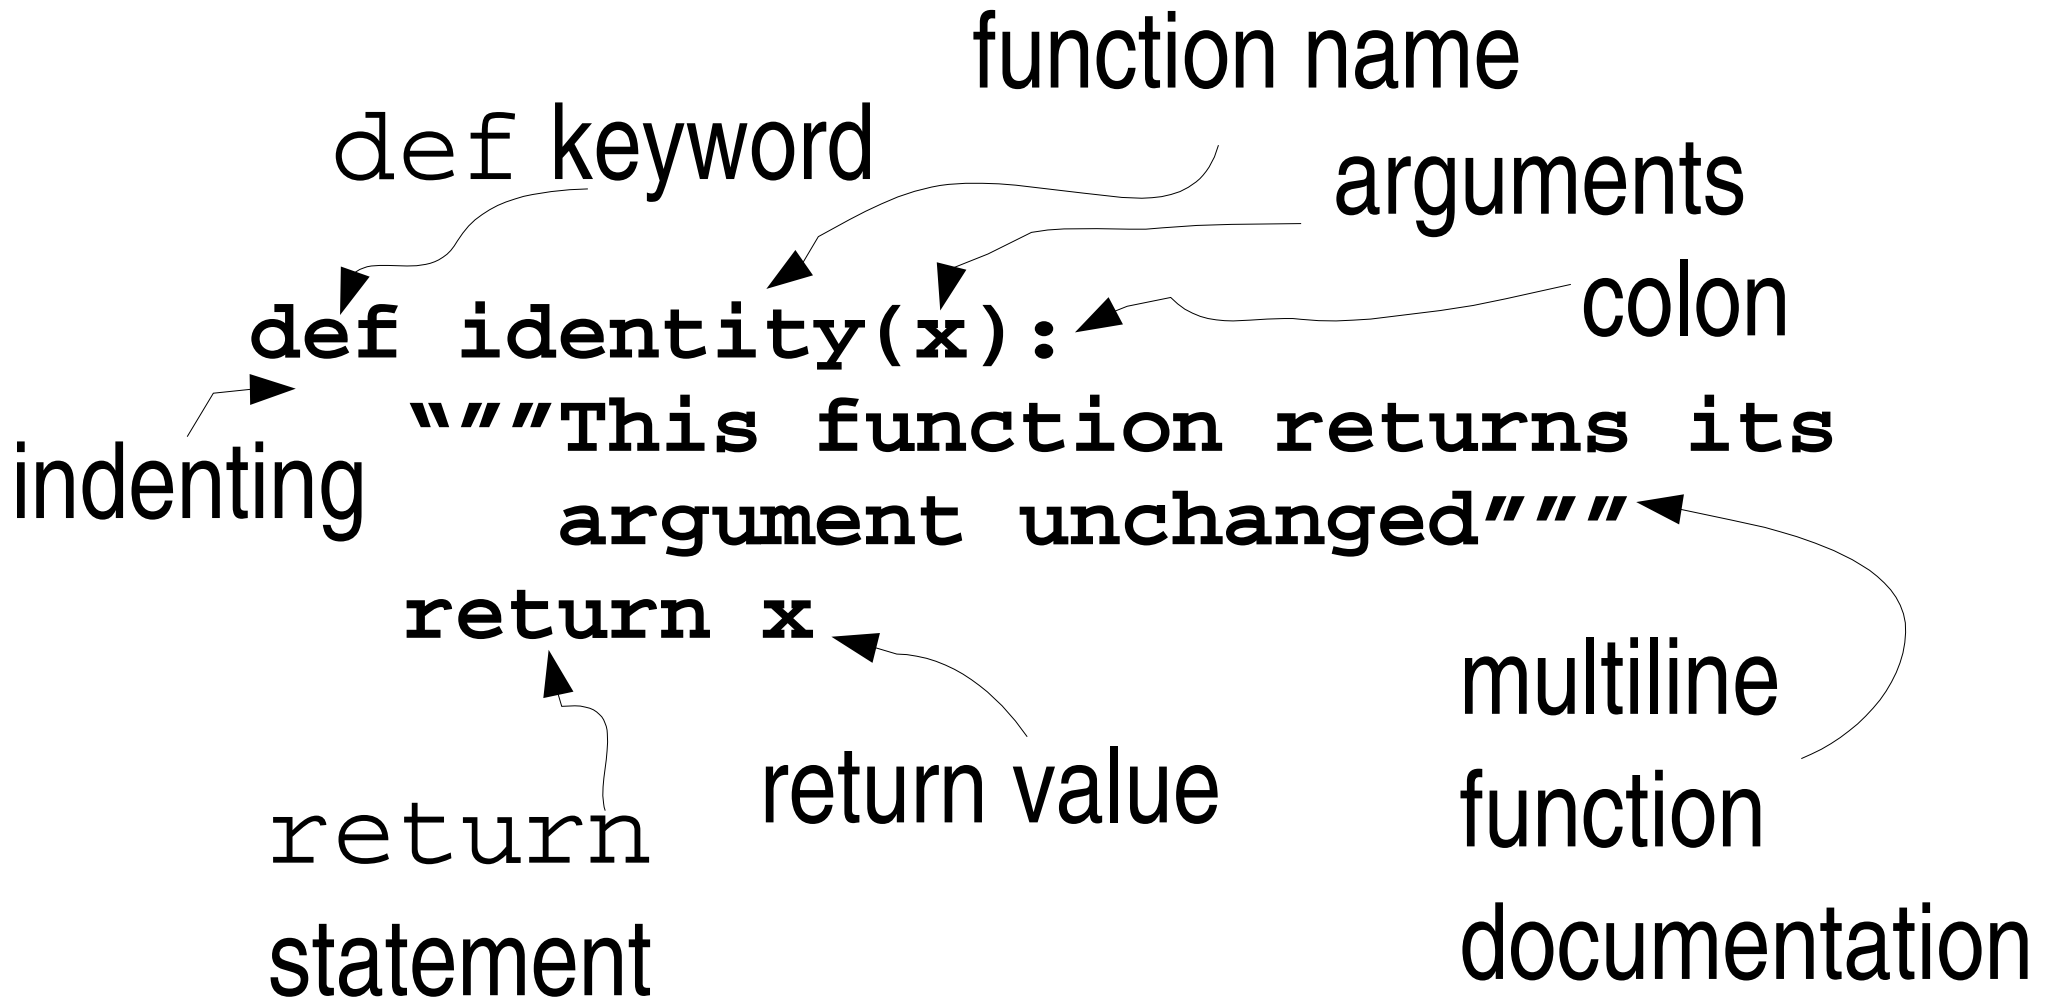 function name
def keyword
arguments
colon
def identity(x):
indenting
“””This function returns its
argument unchanged”””
return x
return value
return
statement
multiline
function
documentation